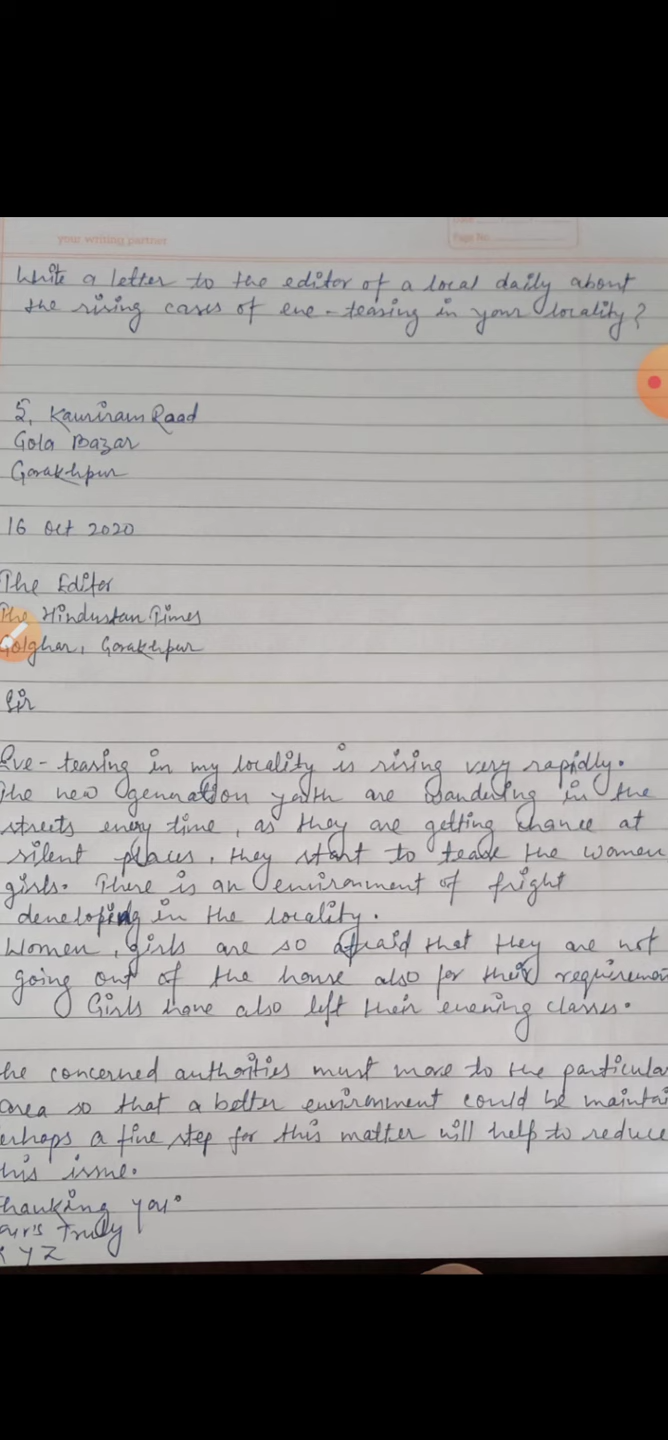 your writing partner
Page No.
Write a letter to the editor of a local daily about
the rising cases of eve-teasing in your locality?
5, Kauriram Road
Gola Bazar
Gorakhpur
16 Oct 2020
The Editor
The Hindustan Times
Golghar, Gorakhpur
Sir
Eve-teasing in my locality is rising very rapidly.
The new generation youth are wandering in the
streets every time, as they are getting chance at
silent places, they start to tease the women
girls. There is an environment of fright
developing in the locality.
Women, girls are so afraid that they are not
going out of the house also for their requiremen
Girls have also left their evening classes.
he concerned authorities must move to the particular
area so that a better environment could be maintai
erhaps a fine step for this matter will help to reduce
this issue.
hanking you.
ours Truly
X Y Z